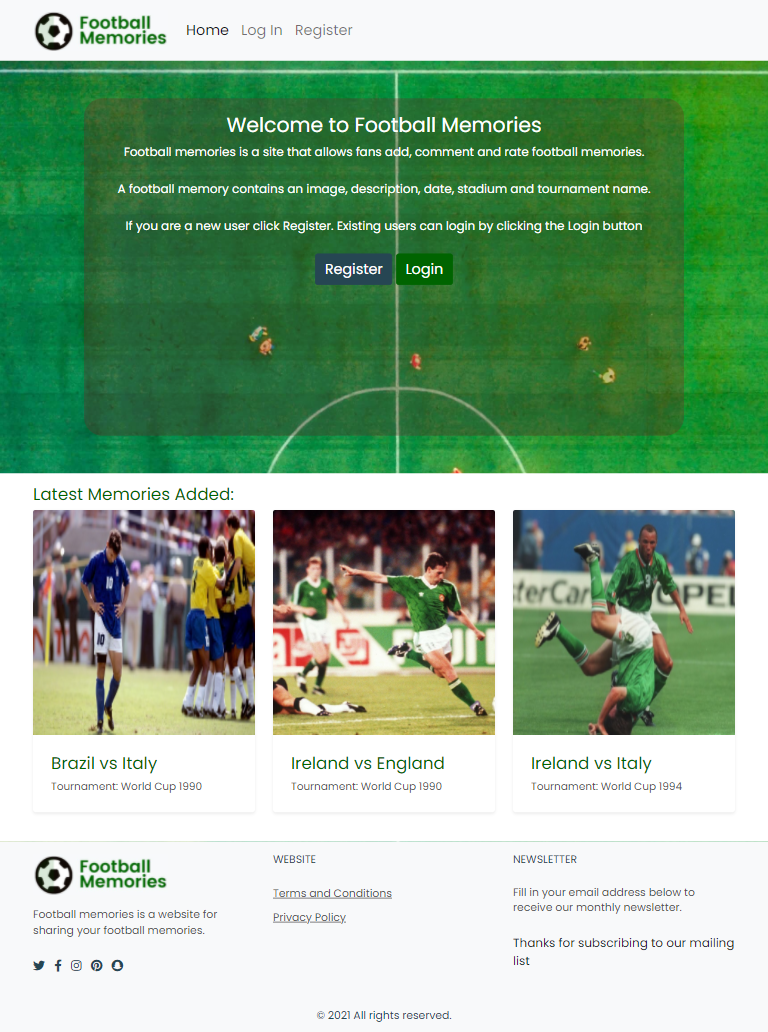 Football
Memories
Home Log In Register
Welcome to Football Memories
Football memories is a site that allows fans add, comment and rate football memories.
A football memory contains an image, description, date, stadium and tournament name.
If you are a new user click Register. Existing users can login by clicking the Login button
Register Login
Latest Memories Added:
10
10
9
sterCar
OPEL
Brazil vs Italy
Tournament: World Cup 1990
Ireland vs England
Tournament: World Cup 1990
Ireland vs Italy
Tournament: World Cup 1994
Football
Memories
Football memories is a website for
sharing your football memories.
WEBSITE
Terms and Conditions
Privacy Policy
NEWSLETTER
Fill in your email address below to
receive our monthly newsletter.
Thanks for subscribing to our mailing
list
© 2021 All rights reserved.